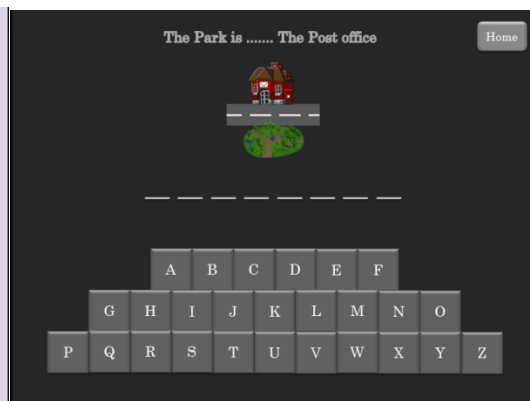 The Park is ....... The Post office
Home
A B C D E F
G H I J K L M N O
P Q R S T U V W X Y Z